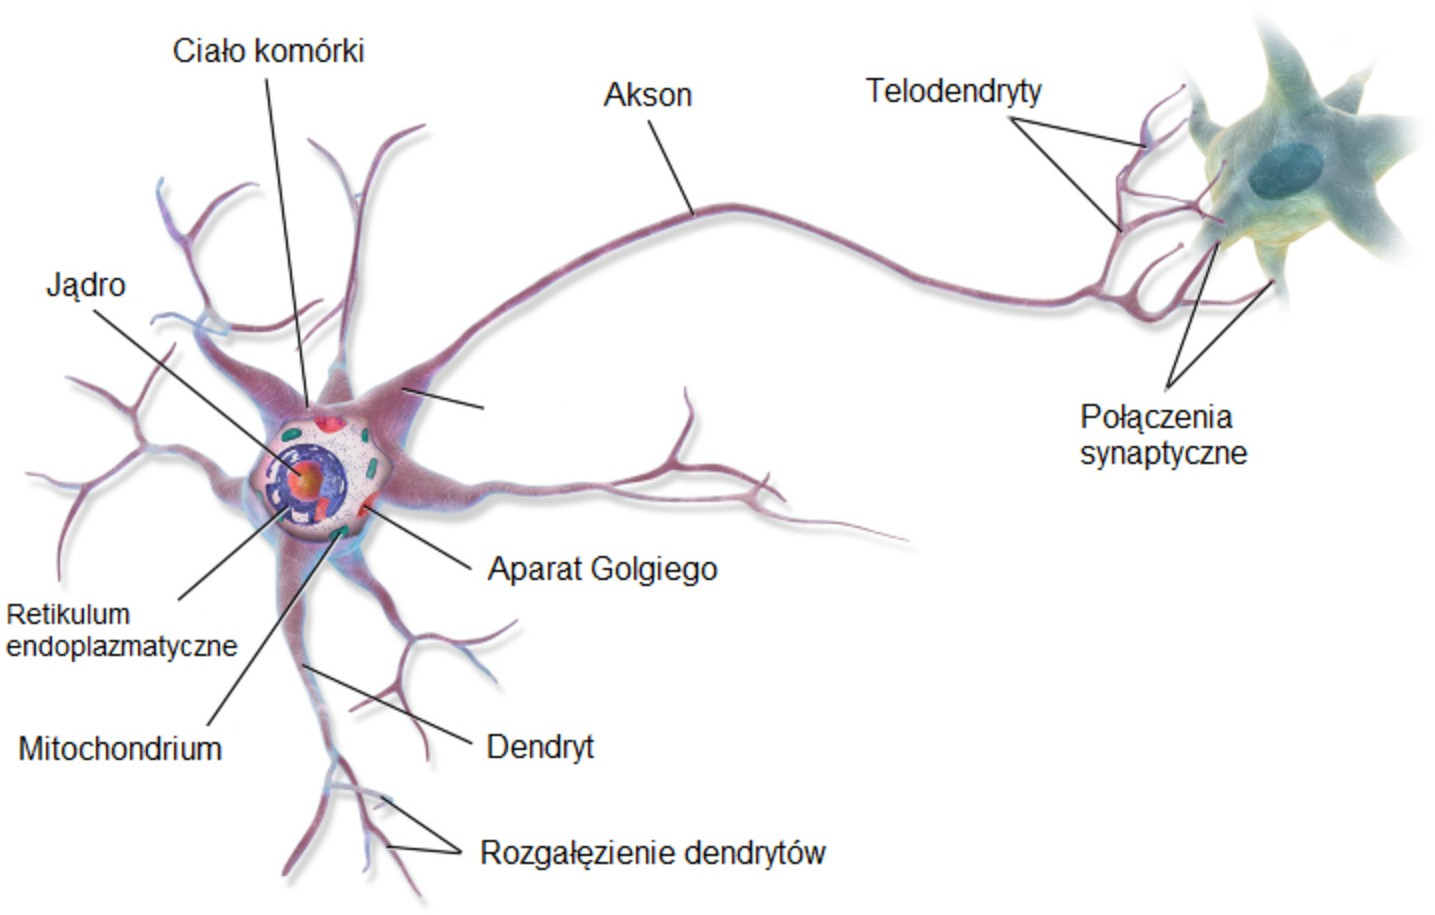 Ciało komórki
Akson
Telodendryty
Jądro
Połączenia
synaptyczne
Aparat Golgiego
Retikulum
endoplazmatyczne
Mitochondrium
Dendryt
Rozgałęzienie dendrytów